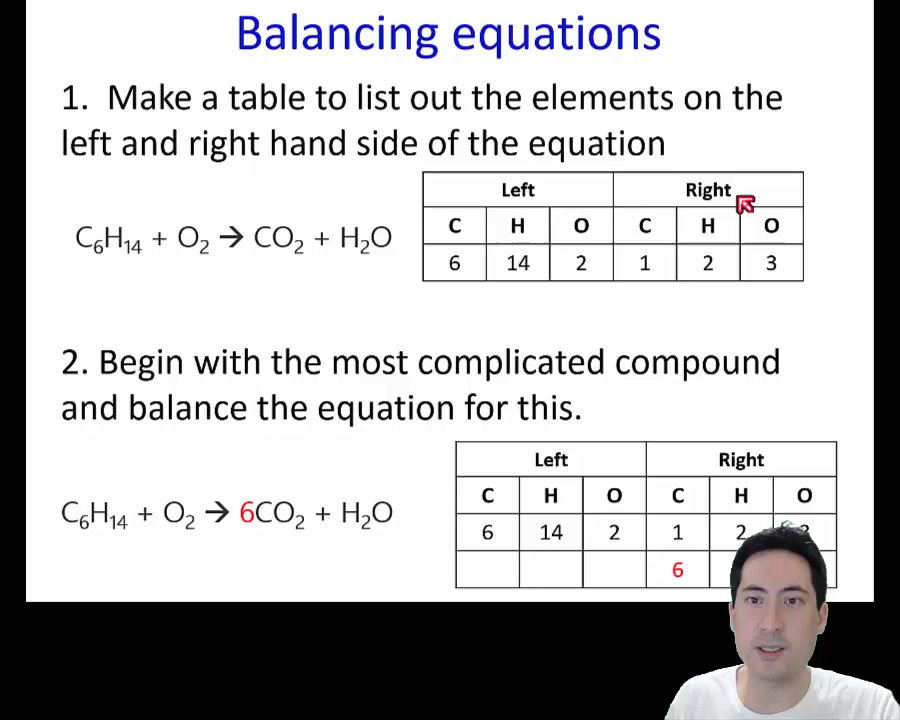 Balancing equations
1. Make a table to list out the elements on the
left and right hand side of the equation
Left Right
C₆H₁₄ + O₂ → CO₂ + H₂O
C H O C H O
6 14 2 1 2 3
2. Begin with the most complicated compound
and balance the equation for this.
Left Right
C₆H₁₄ + O₂ → 6CO₂ + H₂O
C H O C H O
6 14 2 1 2
6